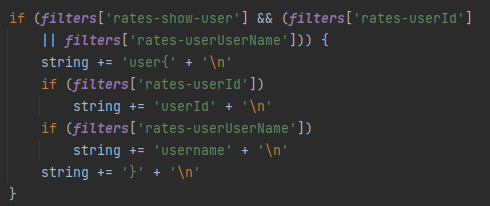 if (filters['rates-show-user'] && (filters['rates-userId']
    || filters['rates-userUserName'])) {
    string += 'user{' + '\n'
    if (filters['rates-userId'])
        string += 'userId' + '\n'
    if (filters['rates-userUserName'])
        string += 'username' + '\n'
    string += '}' + '\n'
}